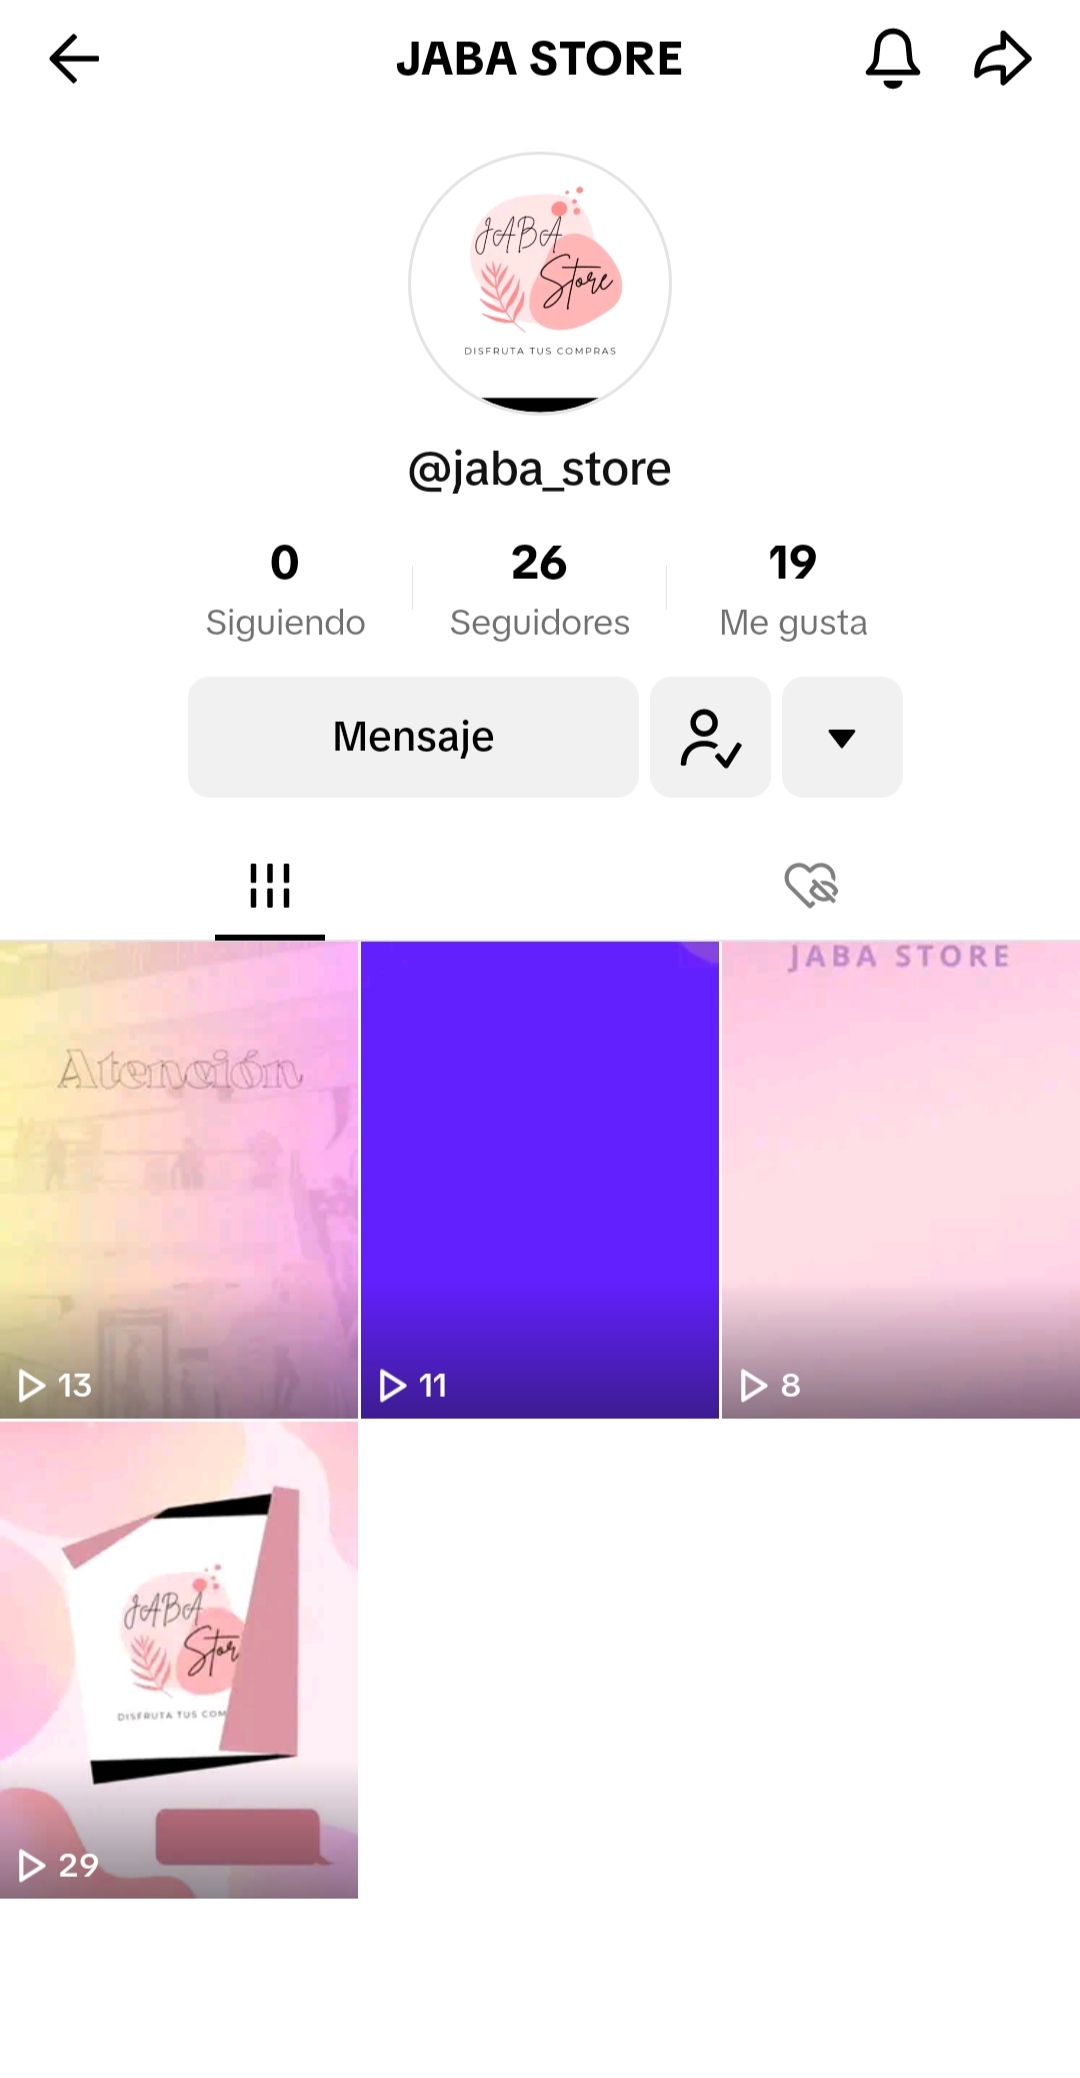 JABA STORE
JABA
Store
DISFRUTA TUS COMPRAS
@jaba_store
0 26 19
Siguiendo Seguidores Me gusta
Mensaje
Atención
JABA STORE
13 11 8
JABA
Stor
DISFRUTA TUS COM
29